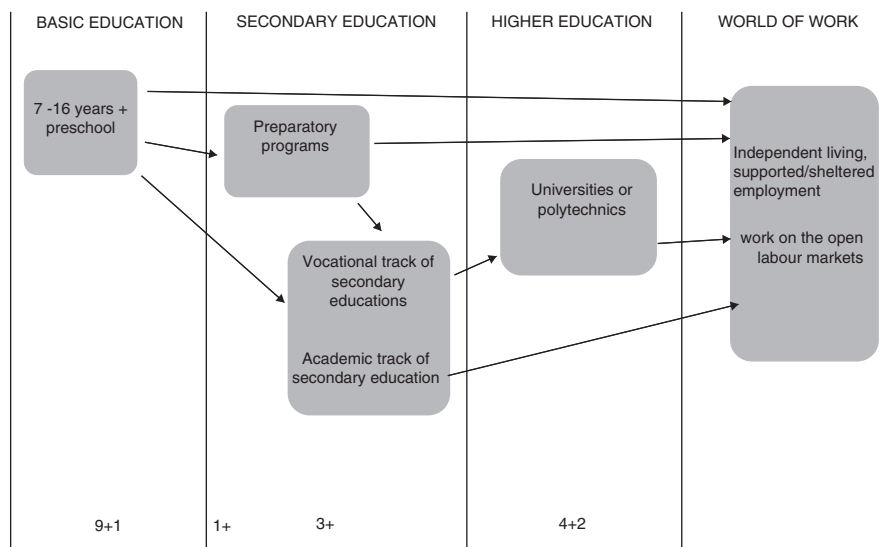 BASIC EDUCATION
SECONDARY EDUCATION
HIGHER EDUCATION
WORLD OF WORK
7 -16 years +
preschool
Preparatory
programs
Vocational track of
secondary
educations
Academic track of
secondary education
Universities or
polytechnics
Independent living,
supported/sheltered
employment
work on the open
labour markets
9+1
1+
3+
4+2